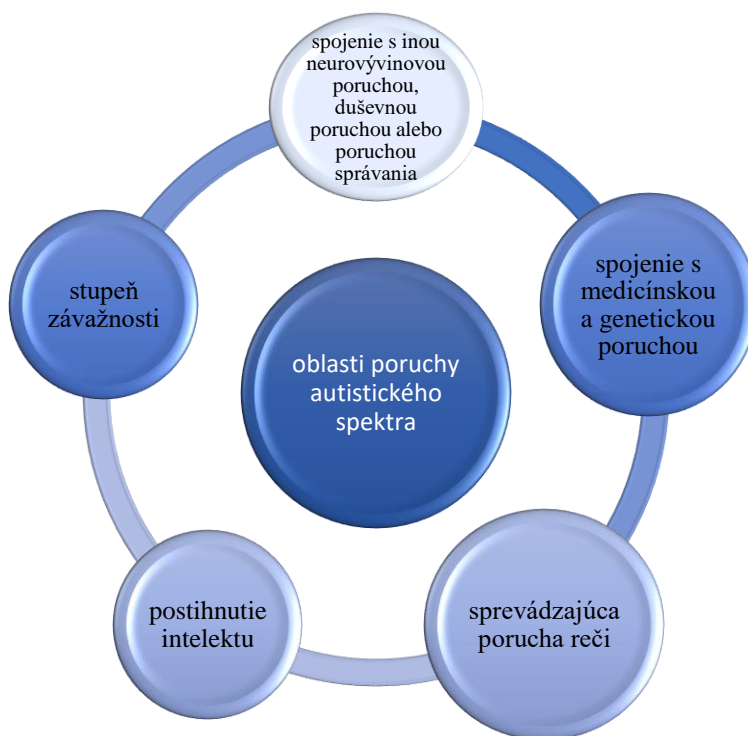 spojenie s inou
neurovývinovou
poruchou,
duševnou
poruchou alebo
poruchou
správania
spojenie s
medicínskou
a genetickou
poruchou
sprevádzajúca
porucha reči
postihnutie
intelektu
stupeň
závažnosti
oblasti poruchy
autistického
spektra